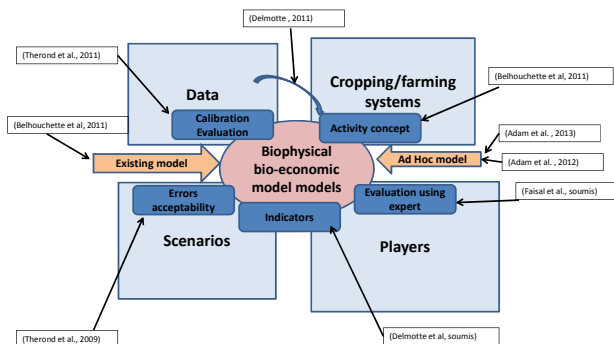 (Delmotte , 2011)
(Therond et al., 2011)
Data
Cropping/farming
systems
(Belhouchette et al, 2011)
Calibration
Evaluation
Activity concept
(Belhouchette et al, 2011)
(Adam et al. , 2013)
Existing model
Biophysical
bio-economic
model models
Ad Hoc model
(Adam et al. , 2012)
Errors
acceptability
Evaluation using
expert
(Faisal et al., soumis)
Indicators
Scenarios
Players
(Therond et al., 2009)
(Delmotte et al, soumis)